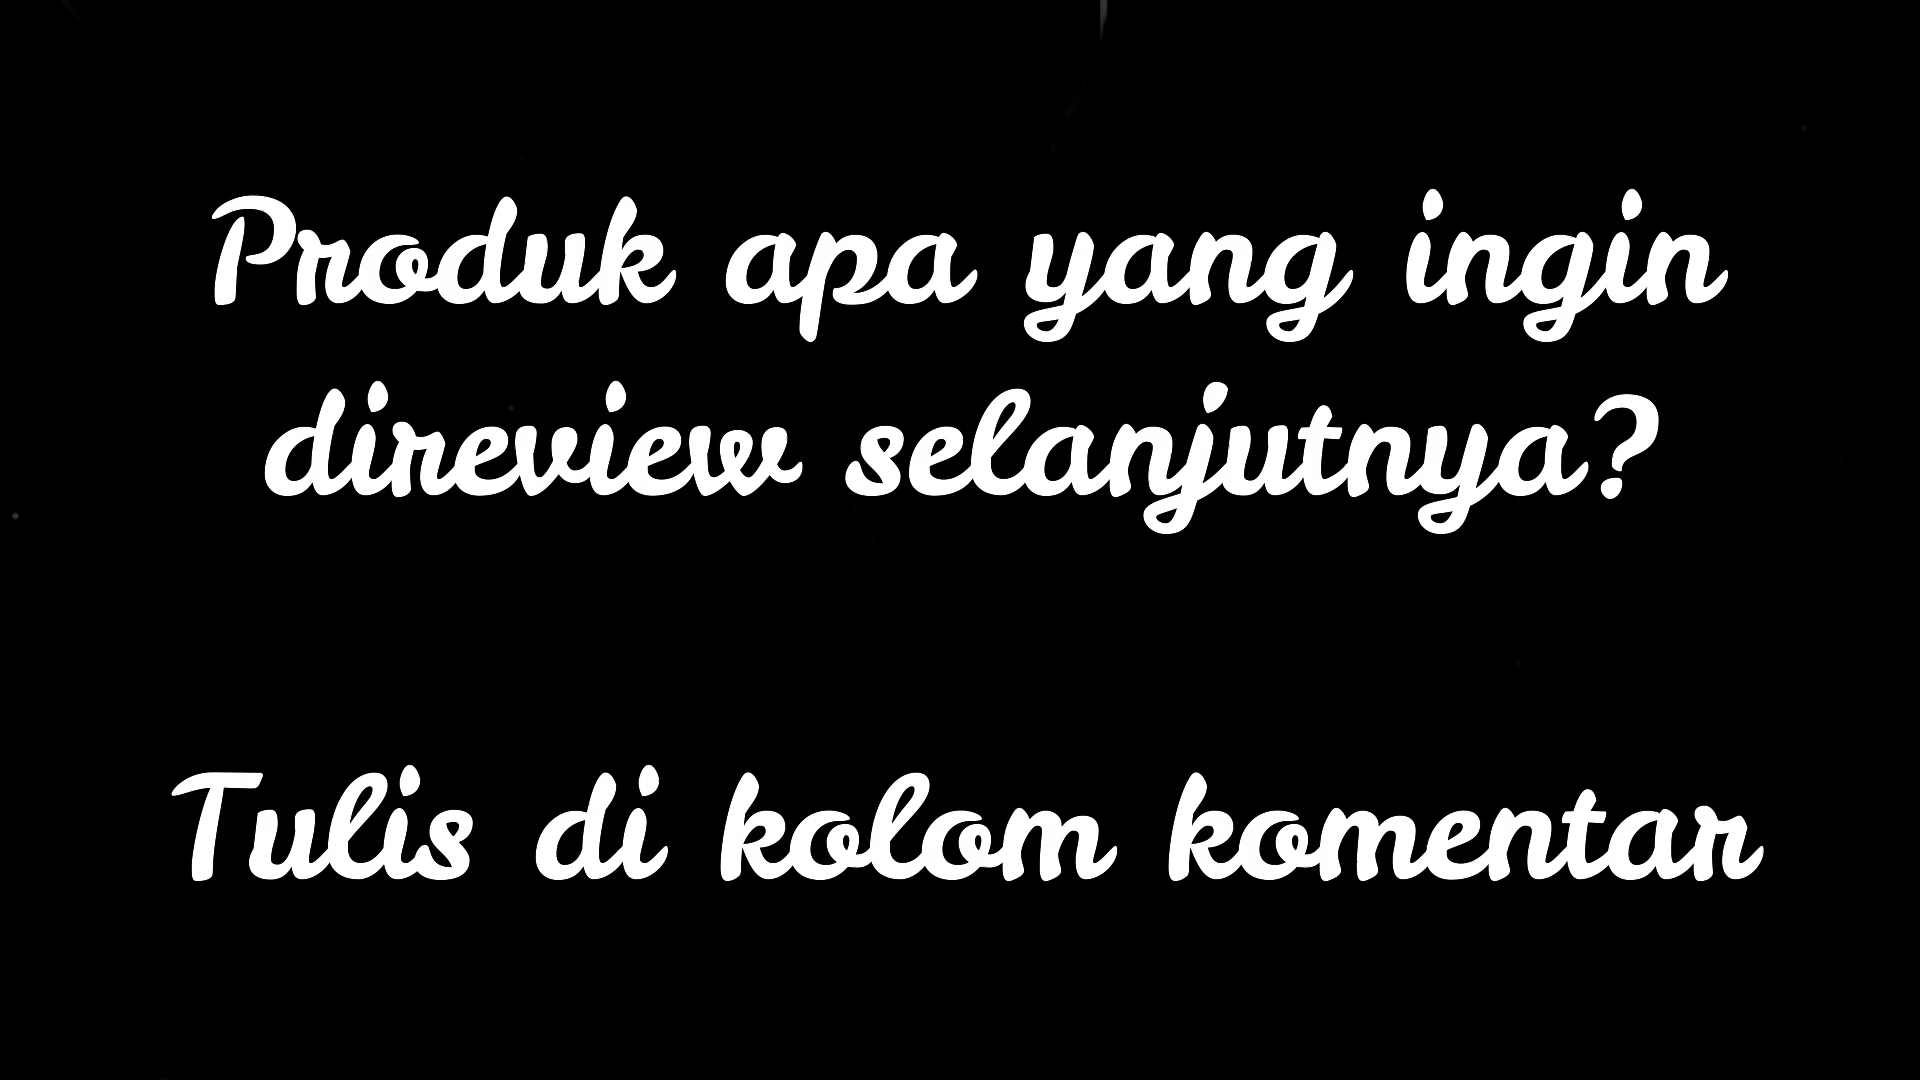 Produk apa yang ingin
direview selanjutnya?
Tulis di kolom komentar